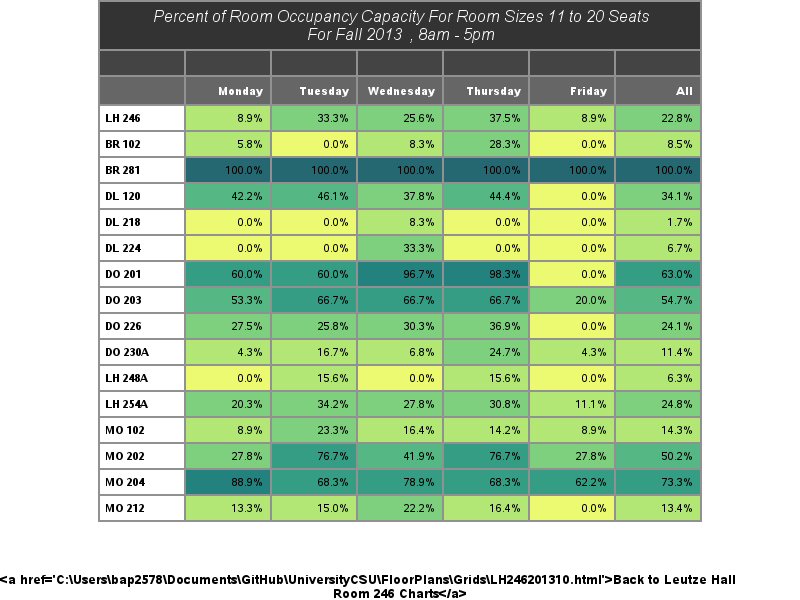 Percent of Room Occupancy Capacity For Room Sizes 11 to 20 Seats
For Fall 2013 , 8am - 5pm
Monday Tuesday Wednesday Thursday Friday All
LH 246 8.9% 33.3% 25.6% 37.5% 8.9% 22.8%
BR 102 5.8% 0.0% 8.3% 28.3% 0.0% 8.5%
BR 281 100.0% 100.0% 100.0% 100.0% 100.0% 100.0%
DL 120 42.2% 46.1% 37.8% 44.4% 0.0% 34.1%
DL 218 0.0% 0.0% 8.3% 0.0% 0.0% 1.7%
DL 224 0.0% 0.0% 33.3% 0.0% 0.0% 6.7%
DO 201 60.0% 60.0% 96.7% 98.3% 0.0% 63.0%
DO 203 53.3% 66.7% 66.7% 66.7% 20.0% 54.7%
DO 226 27.5% 25.8% 30.3% 36.9% 0.0% 24.1%
DO 230A 4.3% 16.7% 6.8% 24.7% 4.3% 11.4%
LH 248A 0.0% 15.6% 0.0% 15.6% 0.0% 6.3%
LH 254A 20.3% 34.2% 27.8% 30.8% 11.1% 24.8%
MO 102 8.9% 23.3% 16.4% 14.2% 8.9% 14.3%
MO 202 27.8% 76.7% 41.9% 76.7% 27.8% 50.2%
MO 204 88.9% 68.3% 78.9% 68.3% 62.2% 73.3%
MO 212 13.3% 15.0% 22.2% 16.4% 0.0% 13.4%
<a href='C:\Users\bap2578\Documents\GitHub\UniversityCSU\FloorPlans\Grids\LH246201310.html'>Back to Leutze Hall
Room 246 Charts</a>